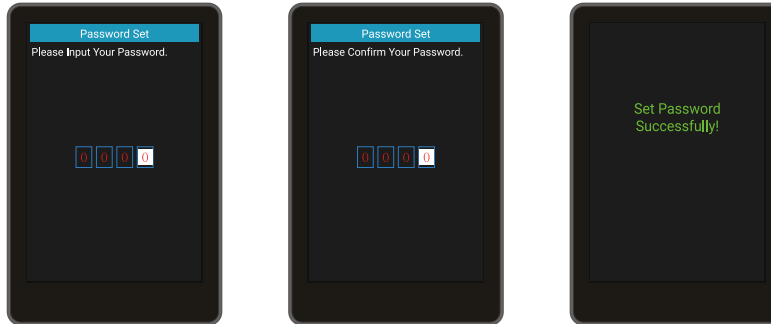 Password Set
Please Input Your Password.
0 0 0 0
Password Set
Please Confirm Your Password.
0 0 0 0
Set Password
Successfully!